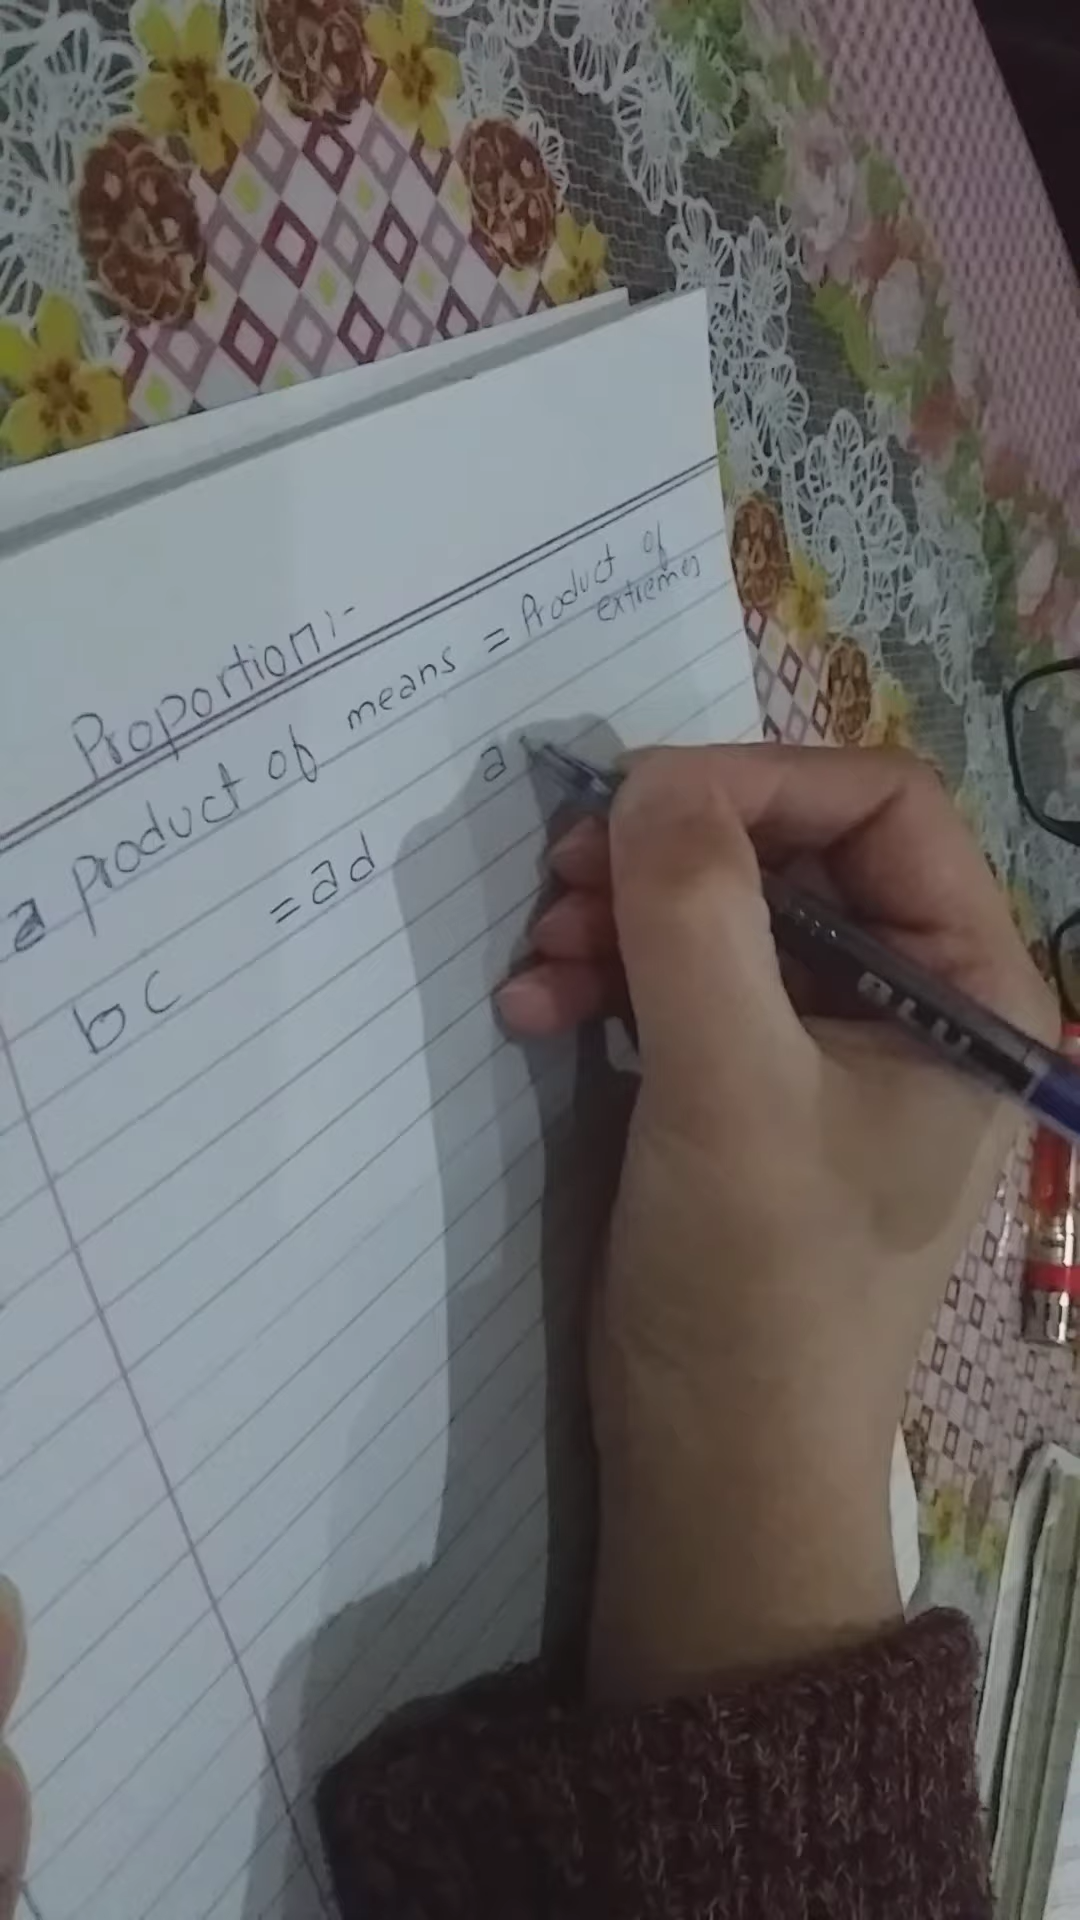 Proportion:-
a product of means = Product of
extremes
bc = ad
a
BLU